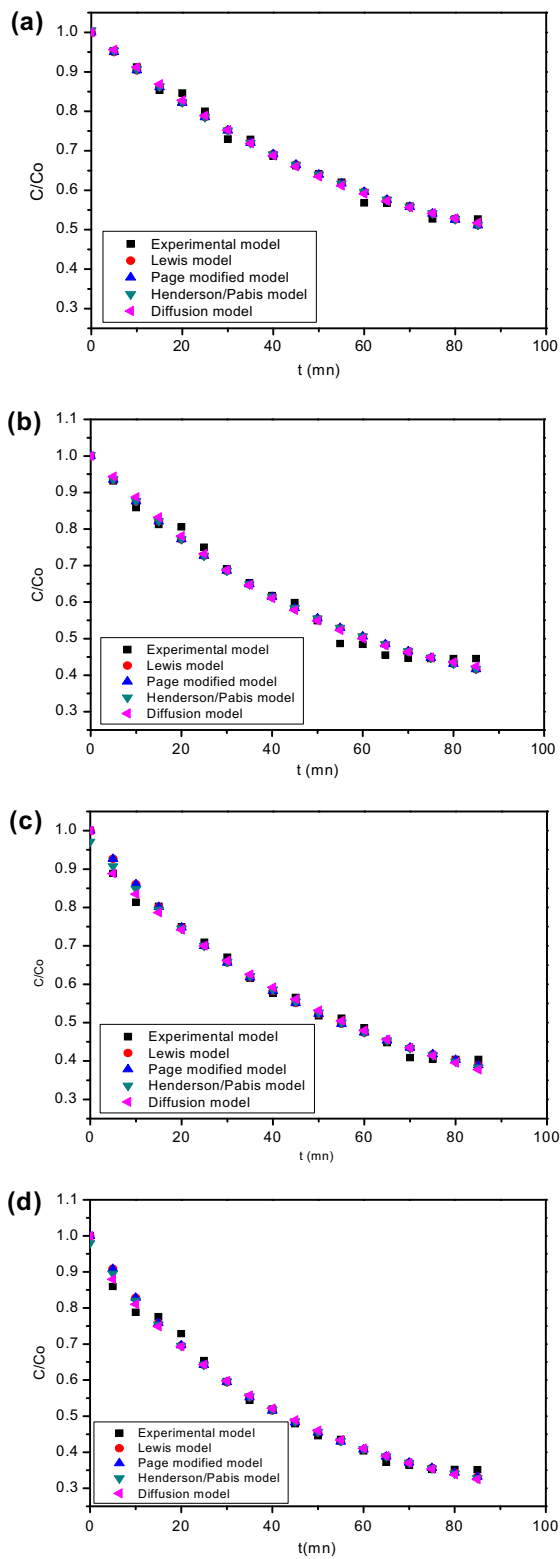 (a)
1.0
0.9
0.8
0.7
0.6
0.5
0.4
0.3
C/Co
Experimental model
Lewis model
Page modified model
Henderson/Pabis model
Diffusion model
0 20 40 60 80 100
t (mn)
(b)
1.1
1.0
0.9
0.8
0.7
0.6
0.5
0.4
0.3
C/Co
Experimental model
Lewis model
Page modified model
Henderson/Pabis model
Diffusion model
0 20 40 60 80 100
t (mn)
(c)
1.0
0.9
0.8
0.7
0.6
0.5
0.4
0.3
C/Co
Experimental model
Lewis model
Page modified model
Henderson/Pabis model
Diffusion model
0 20 40 60 80 100
t (mn)
(d)
1.1
1.0
0.9
0.8
0.7
0.6
0.5
0.4
0.3
C/Co
Experimental model
Lewis model
Page modified model
Henderson/Pabis model
Diffusion model
0 20 40 60 80 100
t(mn)